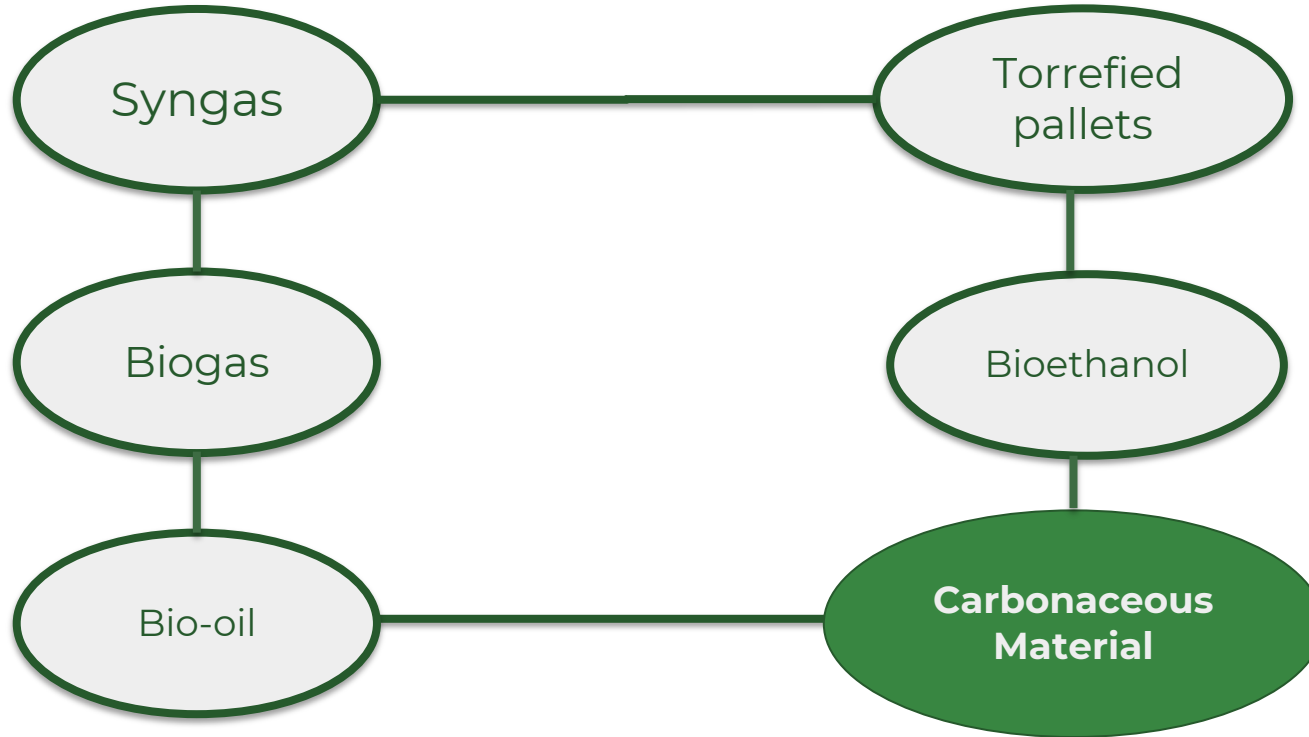 Syngas
Torrefied
pallets
Biogas
Bioethanol
Bio-oil
Carbonaceous
Material